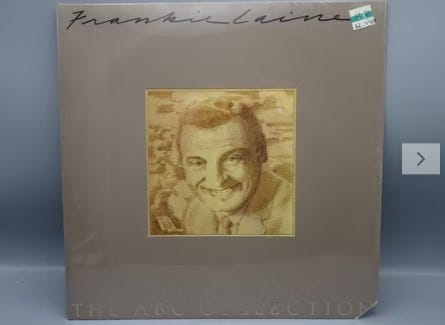 Frankie Laine
THE ABC COLLECTION